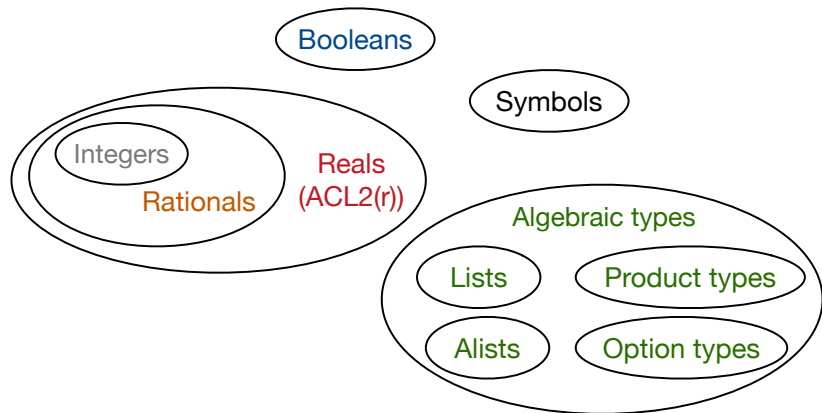 Booleans
Symbols
Integers
Rationals
Reals
(ACL2(r))
Algebraic types
Lists
Product types
Alists
Option types